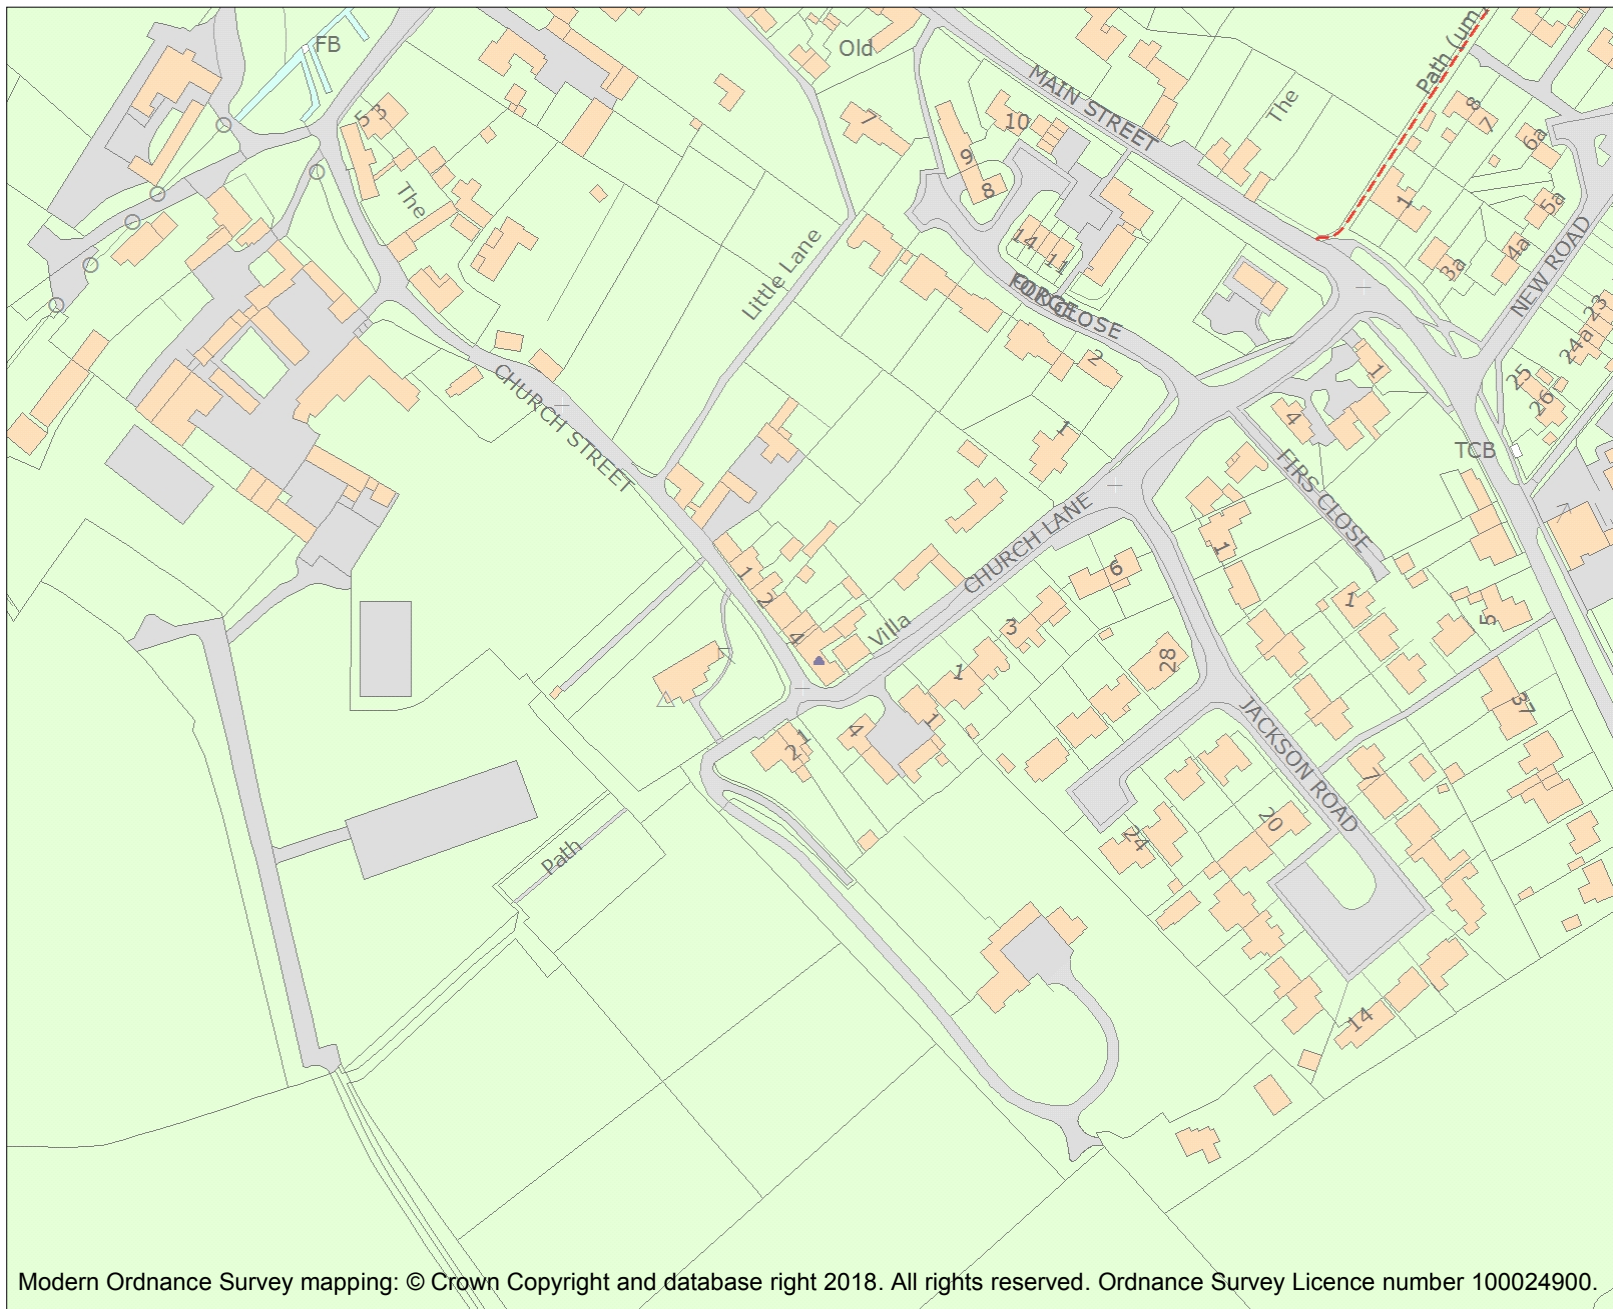 FB
Old
MAIN STREET
The
Path (um
8
7
6a
5 3
7
10
9
8
The
1
5a
4a
3a
NEW ROAD
14
11
Little Lane
FORGE
CLOSE
23
24a
25
26
2
1
CHURCH STREET
4
1
FIRS CLOSE
TCB
CHURCH LANE
1
6
1
2
4
Villa
3
1
1
5
28
37
4
1
2 1
JACKSON ROAD
7
20
24
Path
14
Modern Ordnance Survey mapping: © Crown Copyright and database right 2018. All rights reserved. Ordnance Survey Licence number 100024900.